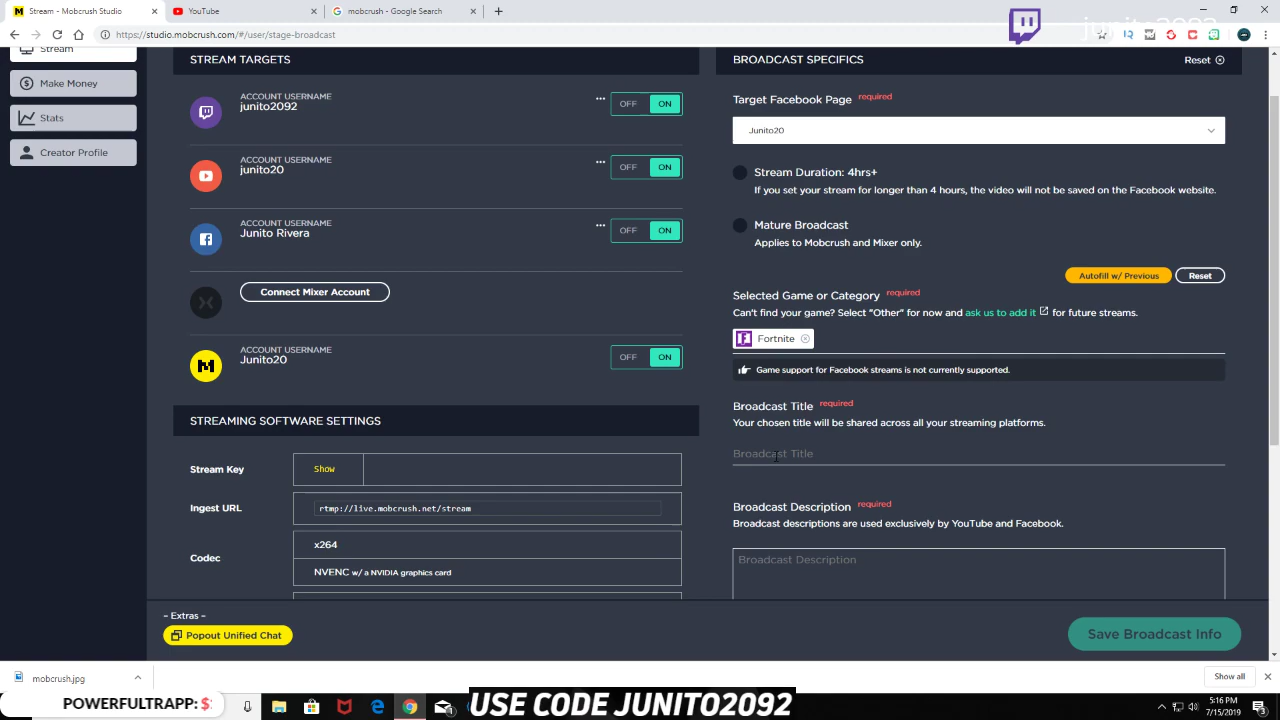 Stream - Mobcrush Studio
YouTube
mobcrush - Google Search
https://studio.mobcrush.com/#/user/stage-broadcast
junito2092
Stream
Make Money
Stats
Creator Profile
STREAM TARGETS
ACCOUNT USERNAME
junito2092
OFF ON
ACCOUNT USERNAME
junito20
OFF ON
ACCOUNT USERNAME
Junito Rivera
OFF ON
Connect Mixer Account
ACCOUNT USERNAME
Junito20
OFF ON
STREAMING SOFTWARE SETTINGS
Stream Key Show
Ingest URL rtmp://live.mobcrush.net/stream
Codec
x264
NVENC w/ a NVIDIA graphics card
BROADCAST SPECIFICS Reset
Target Facebook Page required
Junito20
Stream Duration: 4hrs+
If you set your stream for longer than 4 hours, the video will not be saved on the Facebook website.
Mature Broadcast
Applies to Mobcrush and Mixer only.
Autofill w/ Previous Reset
Selected Game or Category required
Can't find your game? Select "Other" for now and ask us to add it for future streams.
Fortnite
Game support for Facebook streams is not currently supported.
Broadcast Title required
Your chosen title will be shared across all your streaming platforms.
Broadcast Title
Broadcast Description required
Broadcast descriptions are used exclusively by YouTube and Facebook.
Broadcast Description
– Extras –
Popout Unified Chat
Save Broadcast Info
mobcrush.jpg
Show all
POWERFULTRAPP:
USE CODE JUNITO2092
5:16 PM
7/15/2019